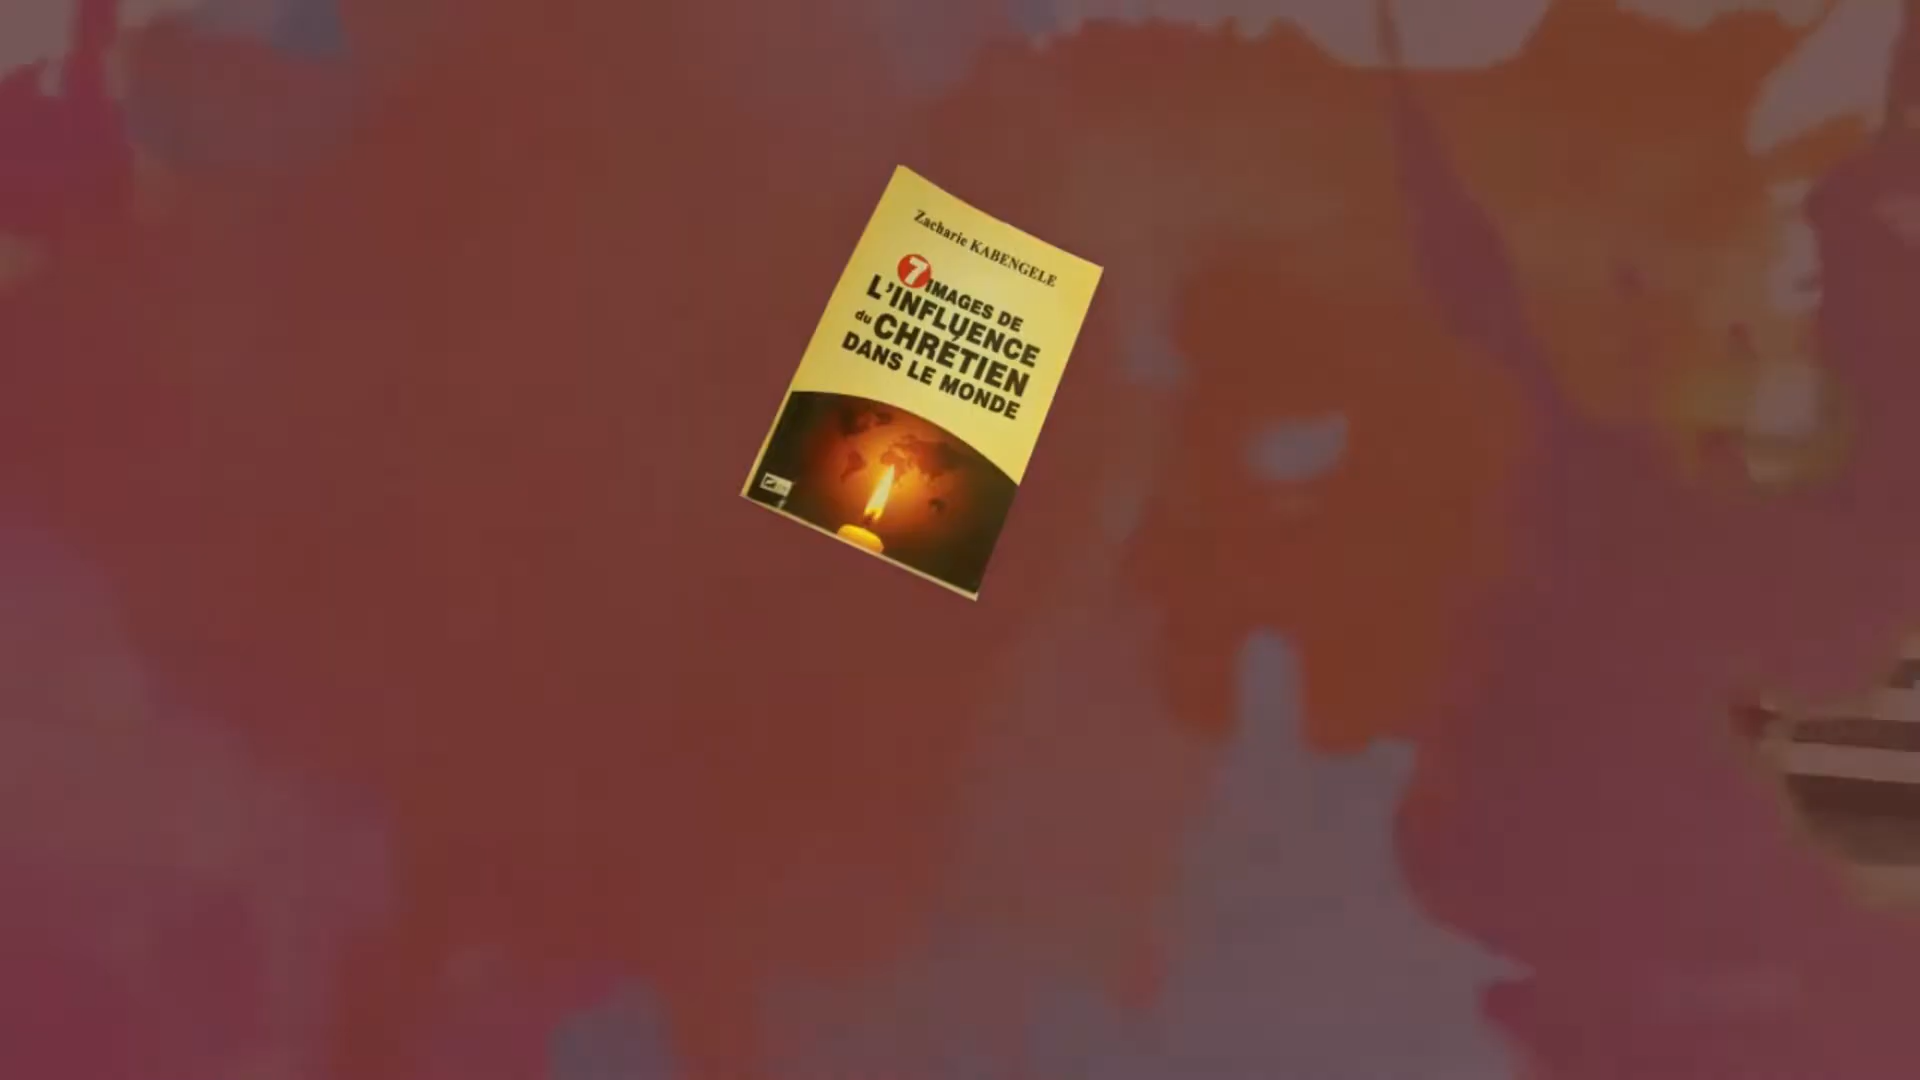 Zacharie KABENGELE
7 IMAGES DE
L'INFLUENCE
du CHRÉTIEN
DANS LE MONDE